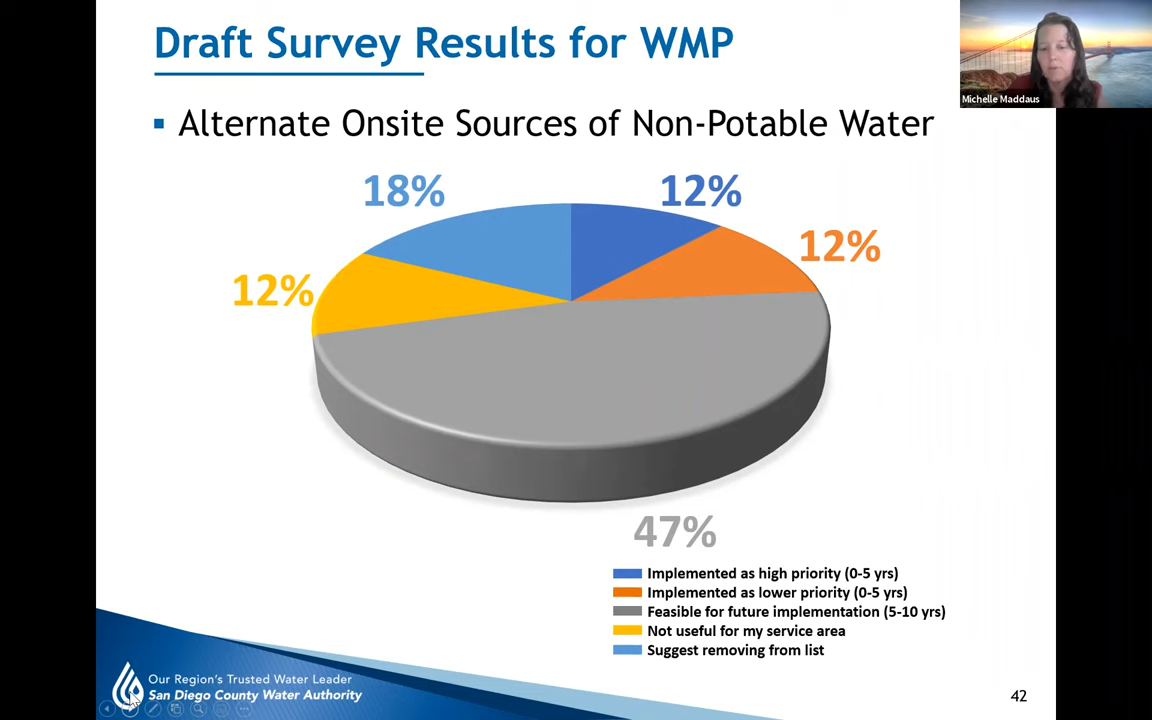 Draft Survey Results for WMP
Michelle Maddaus
▪ Alternate Onsite Sources of Non-Potable Water
18%
12%
12%
12%
47%
Implemented as high priority (0-5 yrs)
Implemented as lower priority (0-5 yrs)
Feasible for future implementation (5-10 yrs)
Not useful for my service area
Suggest removing from list
Our Region's Trusted Water Leader
San Diego County Water Authority
42